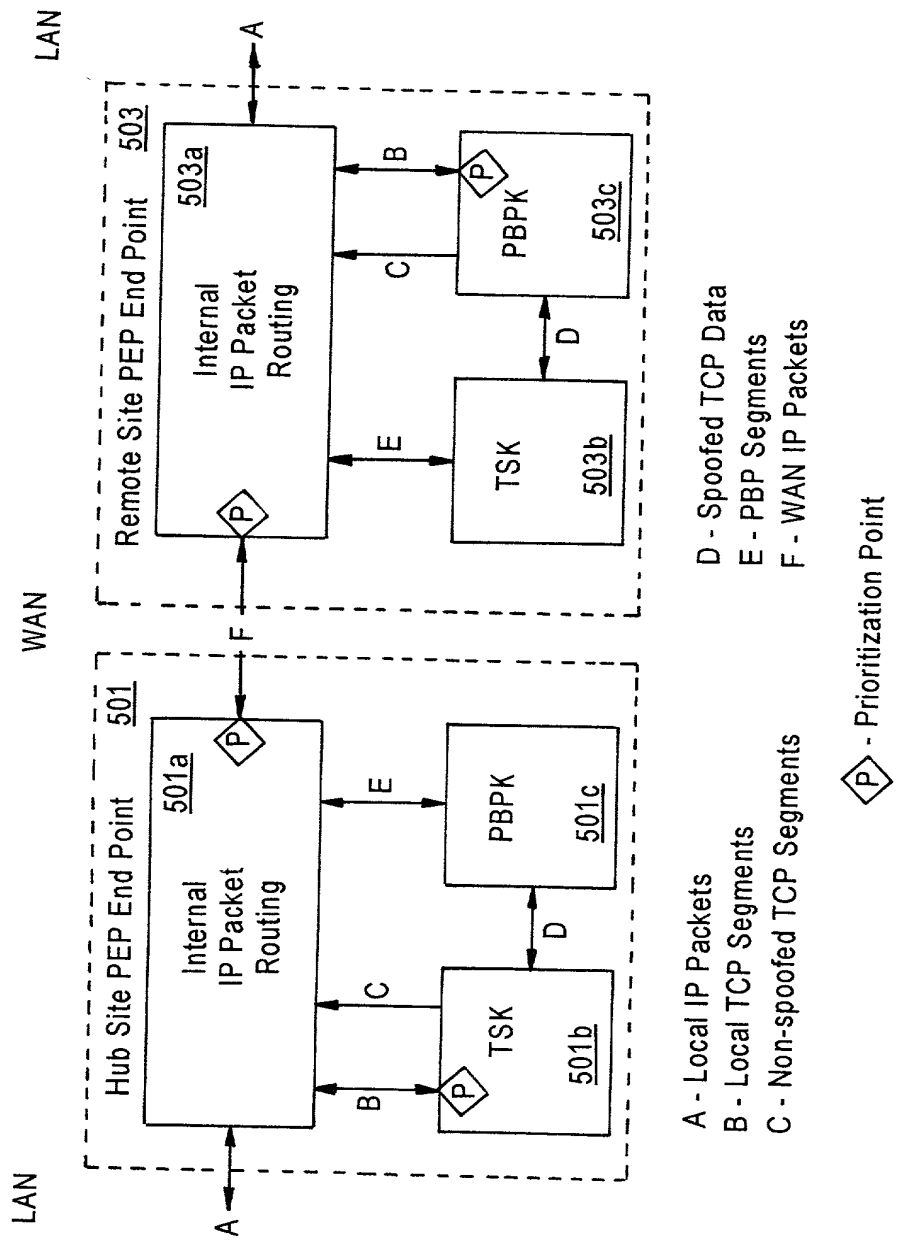 LAN
WAN
LAN
Hub Site PEP End Point
501
Internal
IP Packet
Routing
501a
P
A
B
C
E
P
TSK
501b
D
PBPK
501c
F
Remote Site PEP End Point
503
Internal
IP Packet
Routing
503a
P
A
E
C
B
TSK
503b
D
P
PBPK
503c
A - Local IP Packets
B - Local TCP Segments
C - Non-spoofed TCP Segments
D - Spoofed TCP Data
E - PBP Segments
F - WAN IP Packets
P - Prioritization Point